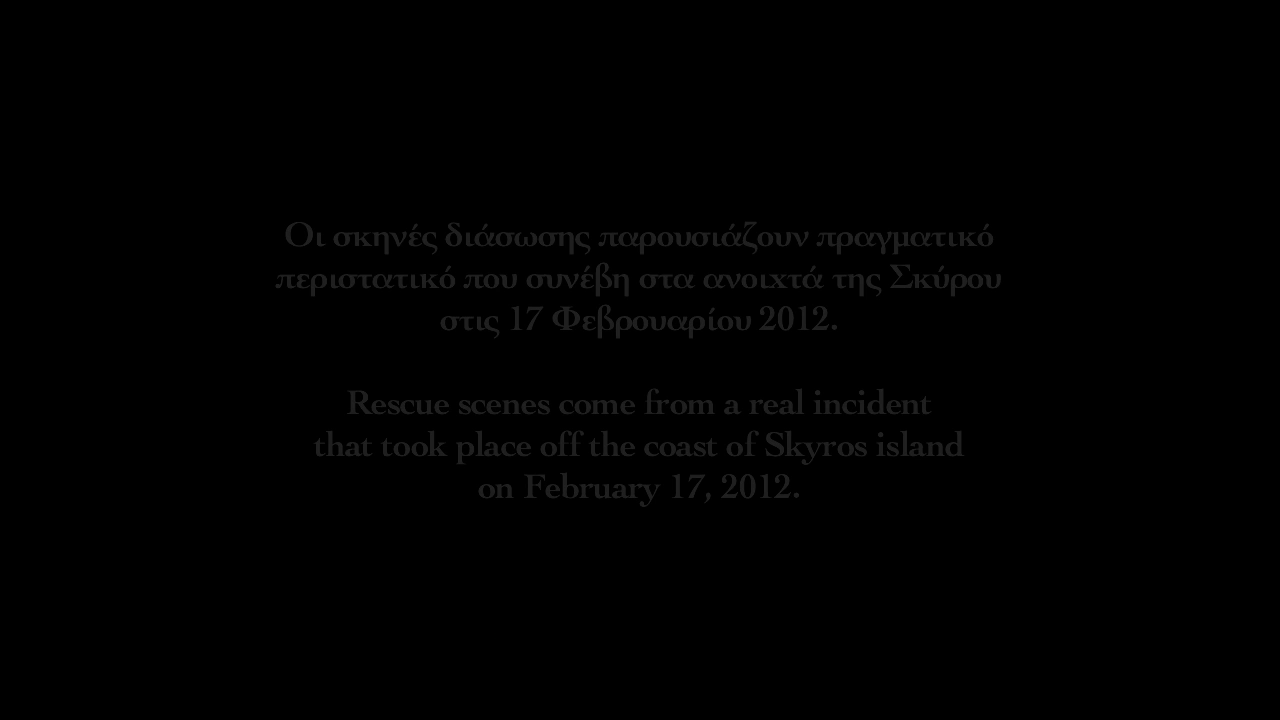 Οι σκηνές διάσωσης παρουσιάζουν πραγματικό
περιστατικό που συνέβη στα ανοιχτά της Σκύρου
στις 17 Φεβρουαρίου 2012.
Rescue scenes come from a real incident
that took place off the coast of Skyros island
on February 17, 2012.